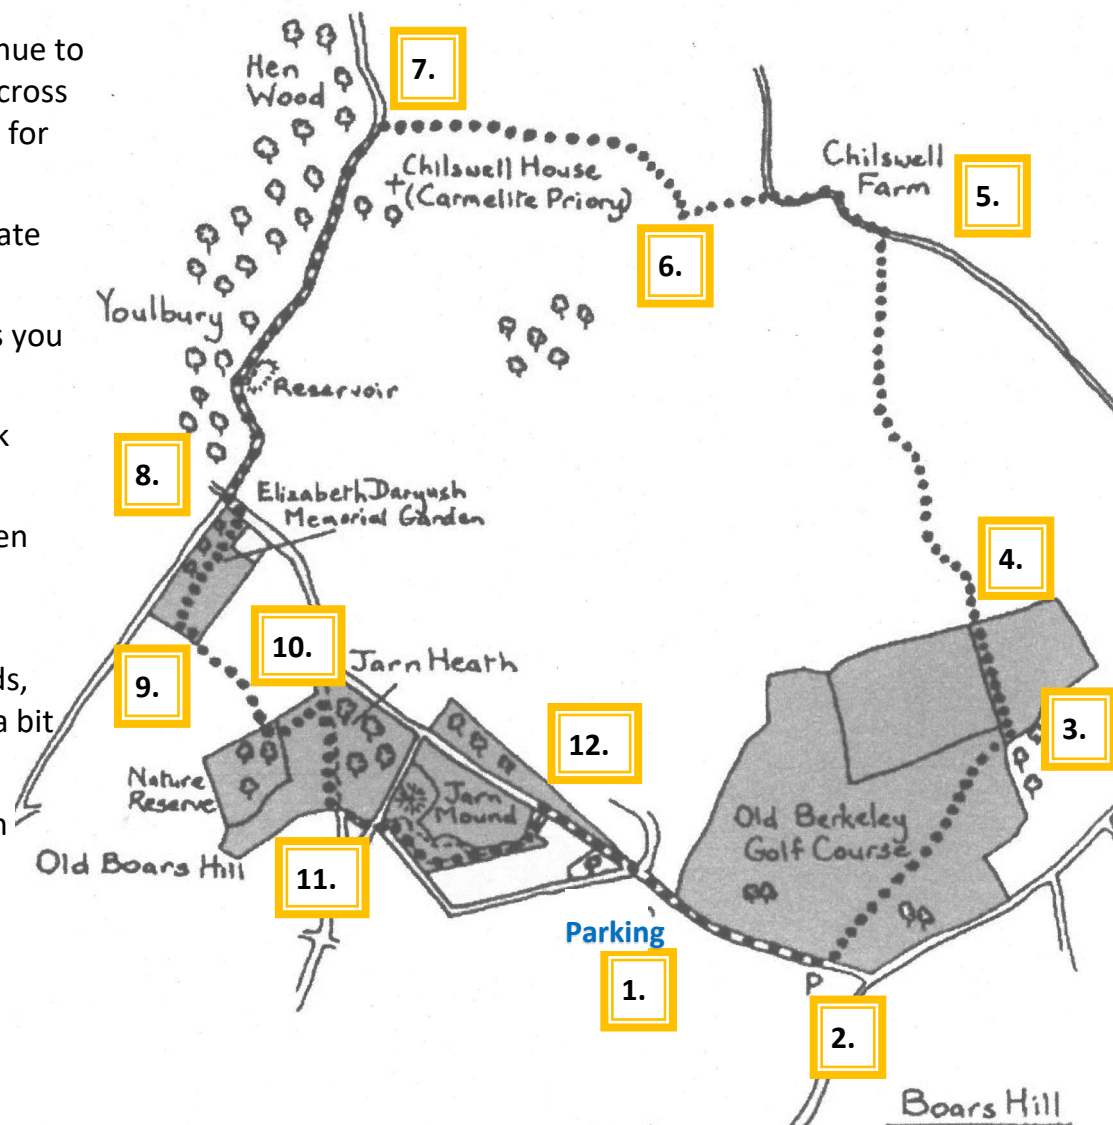 nue to
cross
for
ate
s you
k
en
ds,
a bit
n
Hen
Wood
7.
Chilswell House
(Carmelite Priory)
Chilswell
Farm
5.
6.
Youlbury
Reservoir
8.
Elizabeth Daryush
Memorial Garden
4.
10.
Jarn Heath
9.
3.
12.
Nature
Reserve
Jarn
Mound
Old Berkeley
Golf Course
Old Boars Hill
11.
P
Parking
1.
P
2.
Boars Hill